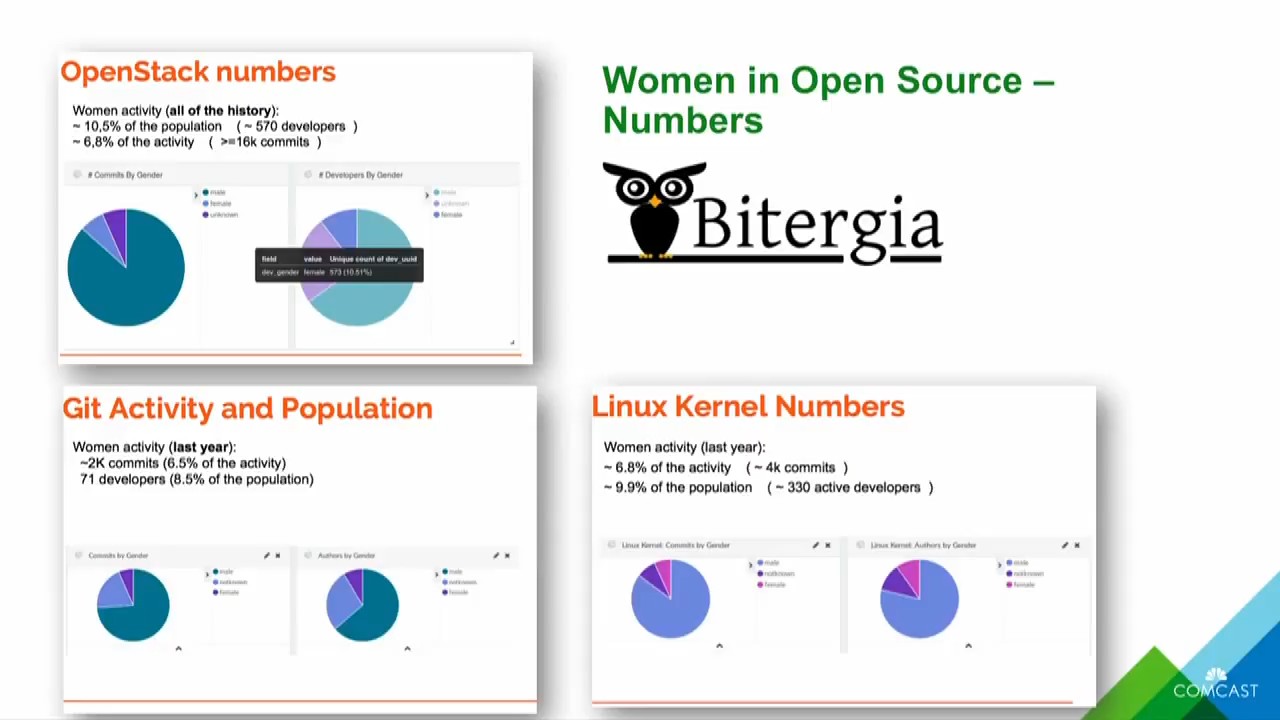 OpenStack numbers
Women activity (all of the history):
~ 10,5% of the population ( ~ 570 developers )
~ 6,8% of the activity ( >=16k commits )
# Commits By Gender
male
female
unknown
# Developers By Gender
male
unknown
female
field value Unique count of dev_uuid
dev_gender female 573 (10.51%)
Women in Open Source –
Numbers
Bitergia
Git Activity and Population
Women activity (last year):
~2K commits (6.5% of the activity)
71 developers (8.5% of the population)
Commits by Gender
male
notknown
female
Authors by Gender
male
notknown
female
Linux Kernel Numbers
Women activity (last year):
~ 6.8% of the activity ( ~ 4k commits )
~ 9.9% of the population ( ~ 330 active developers )
Linux Kernel: Commits by Gender
male
notknown
female
Linux Kernel: Authors by Gender
male
notknown
female
COMCAST